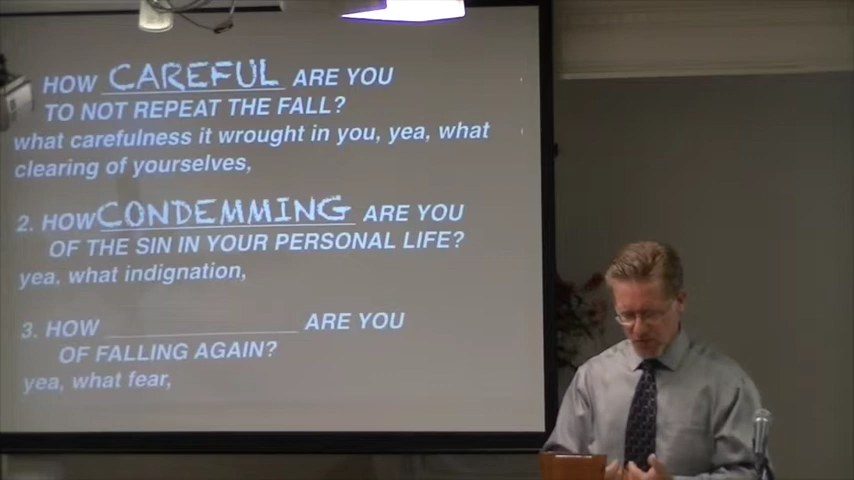 HOW CAREFUL ARE YOU
TO NOT REPEAT THE FALL?
what carefulness it wrought in you, yea, what
clearing of yourselves,
2. HOW CONDEMMING ARE YOU
OF THE SIN IN YOUR PERSONAL LIFE?
yea, what indignation,
3. HOW ____________ ARE YOU
OF FALLING AGAIN?
yea, what fear,